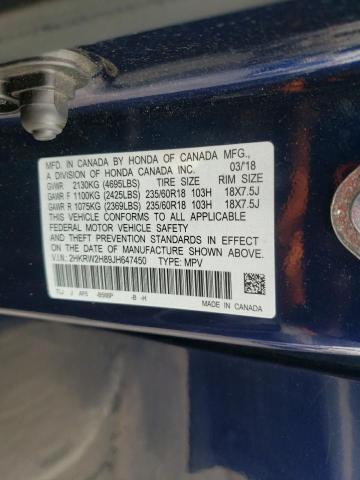 MFD. IN CANADA BY HONDA OF CANADA MFG.,
A DIVISION OF HONDA CANADA INC. 03/18
GVWR 2130KG (4695LBS) TIRE SIZE RIM SIZE
GAWR F 1100KG (2425LBS) 235/60R18 103H 18X7.5J
GAWR R 1075KG (2369LBS) 235/60R18 103H 18X7.5J
THIS VEHICLE CONFORMS TO ALL APPLICABLE
FEDERAL MOTOR VEHICLE SAFETY
AND THEFT PREVENTION STANDARDS IN EFFECT
ON THE DATE OF MANUFACTURE SHOWN ABOVE.
V.I.N.: 2HKRW2H89JH647450 TYPE: MPV
J -B -H
MADE IN CANADA